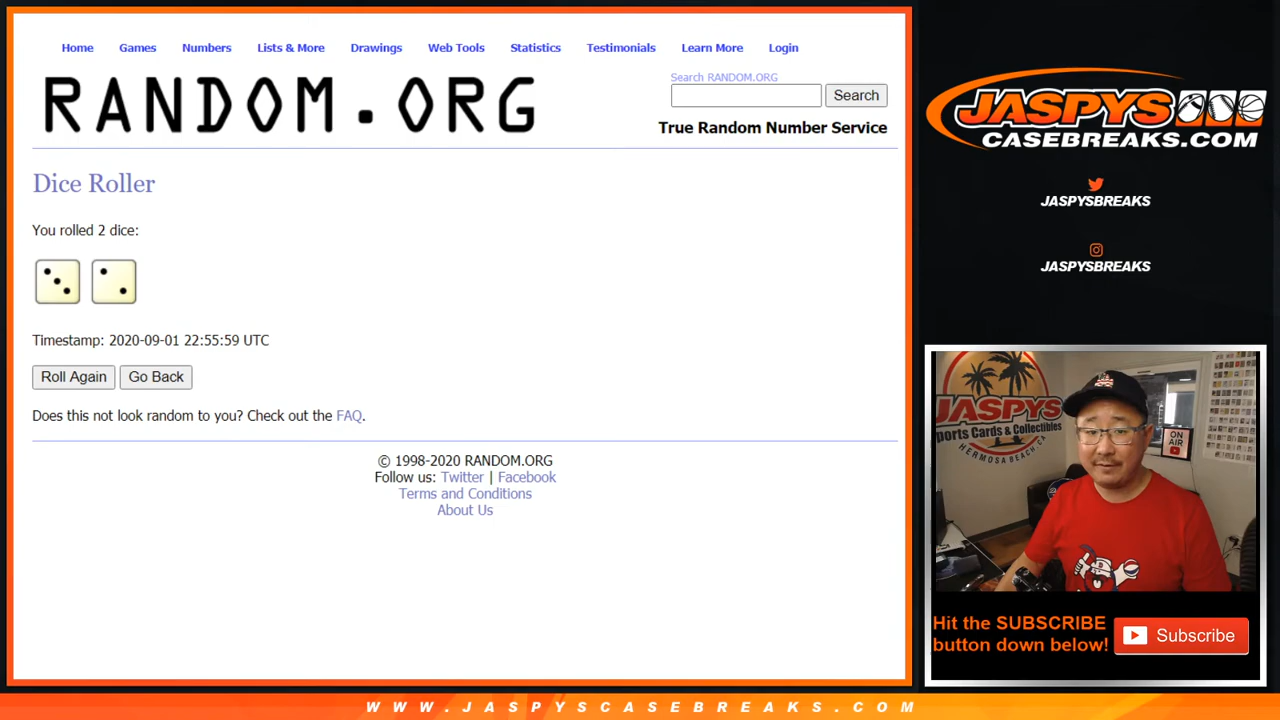 Home Games Numbers Lists & More Drawings Web Tools Statistics Testimonials Learn More Login
RANDOM.ORG
Search RANDOM.ORG
Search
True Random Number Service
Dice Roller
You rolled 2 dice:
Timestamp: 2020-09-01 22:55:59 UTC
Roll Again Go Back
Does this not look random to you? Check out the FAQ.
© 1998-2020 RANDOM.ORG
Follow us: Twitter | Facebook
Terms and Conditions
About Us
JASPYS
CASEBREAKS.COM
JASPYSBREAKS
JASPYSBREAKS
JASPYS
Sports Cards & Collectibles
HERMOSA BEACH, CA
ON
AIR
Hit the SUBSCRIBE
button down below!
Subscribe
WWW.JASPYSCASEBREAKS.COM